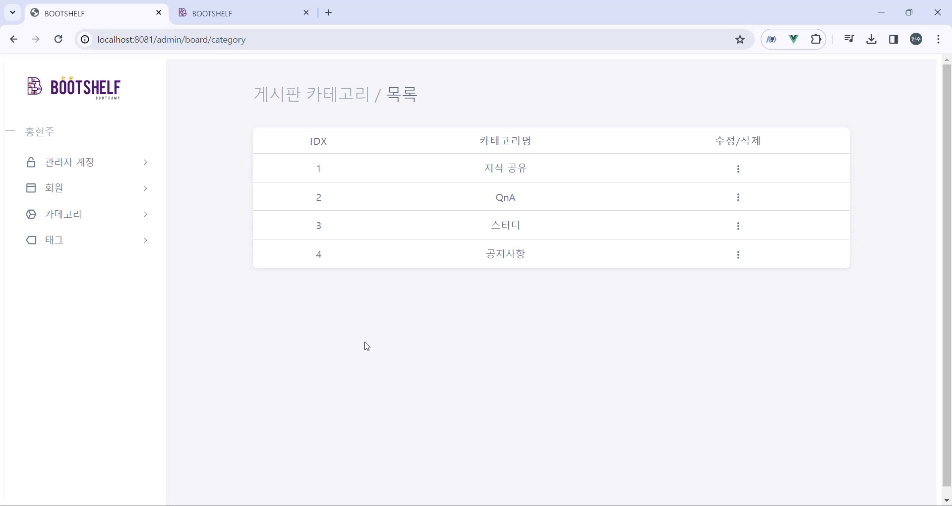 BOOTSHELF
BOOTSHELF
localhost:8081/admin/board/category
BOOTSHELF
BOOTCAMP
홍현주
관리자 계정
회원
카테고리
태그
게시판 카테고리 / 목록
IDX 카테고리명 수정/삭제
1 지식 공유
2 QnA
3 스터디
4 공지사항